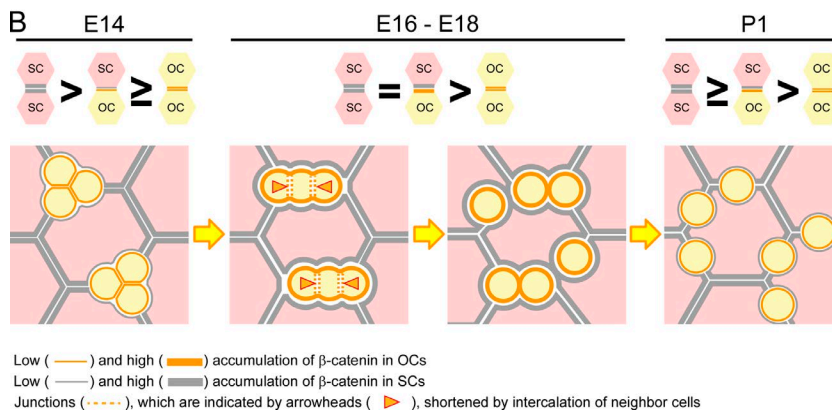 B
E14 E16 - E18 P1
SC SC OC SC SC OC SC SC OC
> ≥ = > ≥ >
SC OC OC SC OC OC SC OC OC
Low ( ) and high ( ) accumulation of β-catenin in OCs
Low ( ) and high ( ) accumulation of β-catenin in SCs
Junctions ( ), which are indicated by arrowheads ( ), shortened by intercalation of neighbor cells